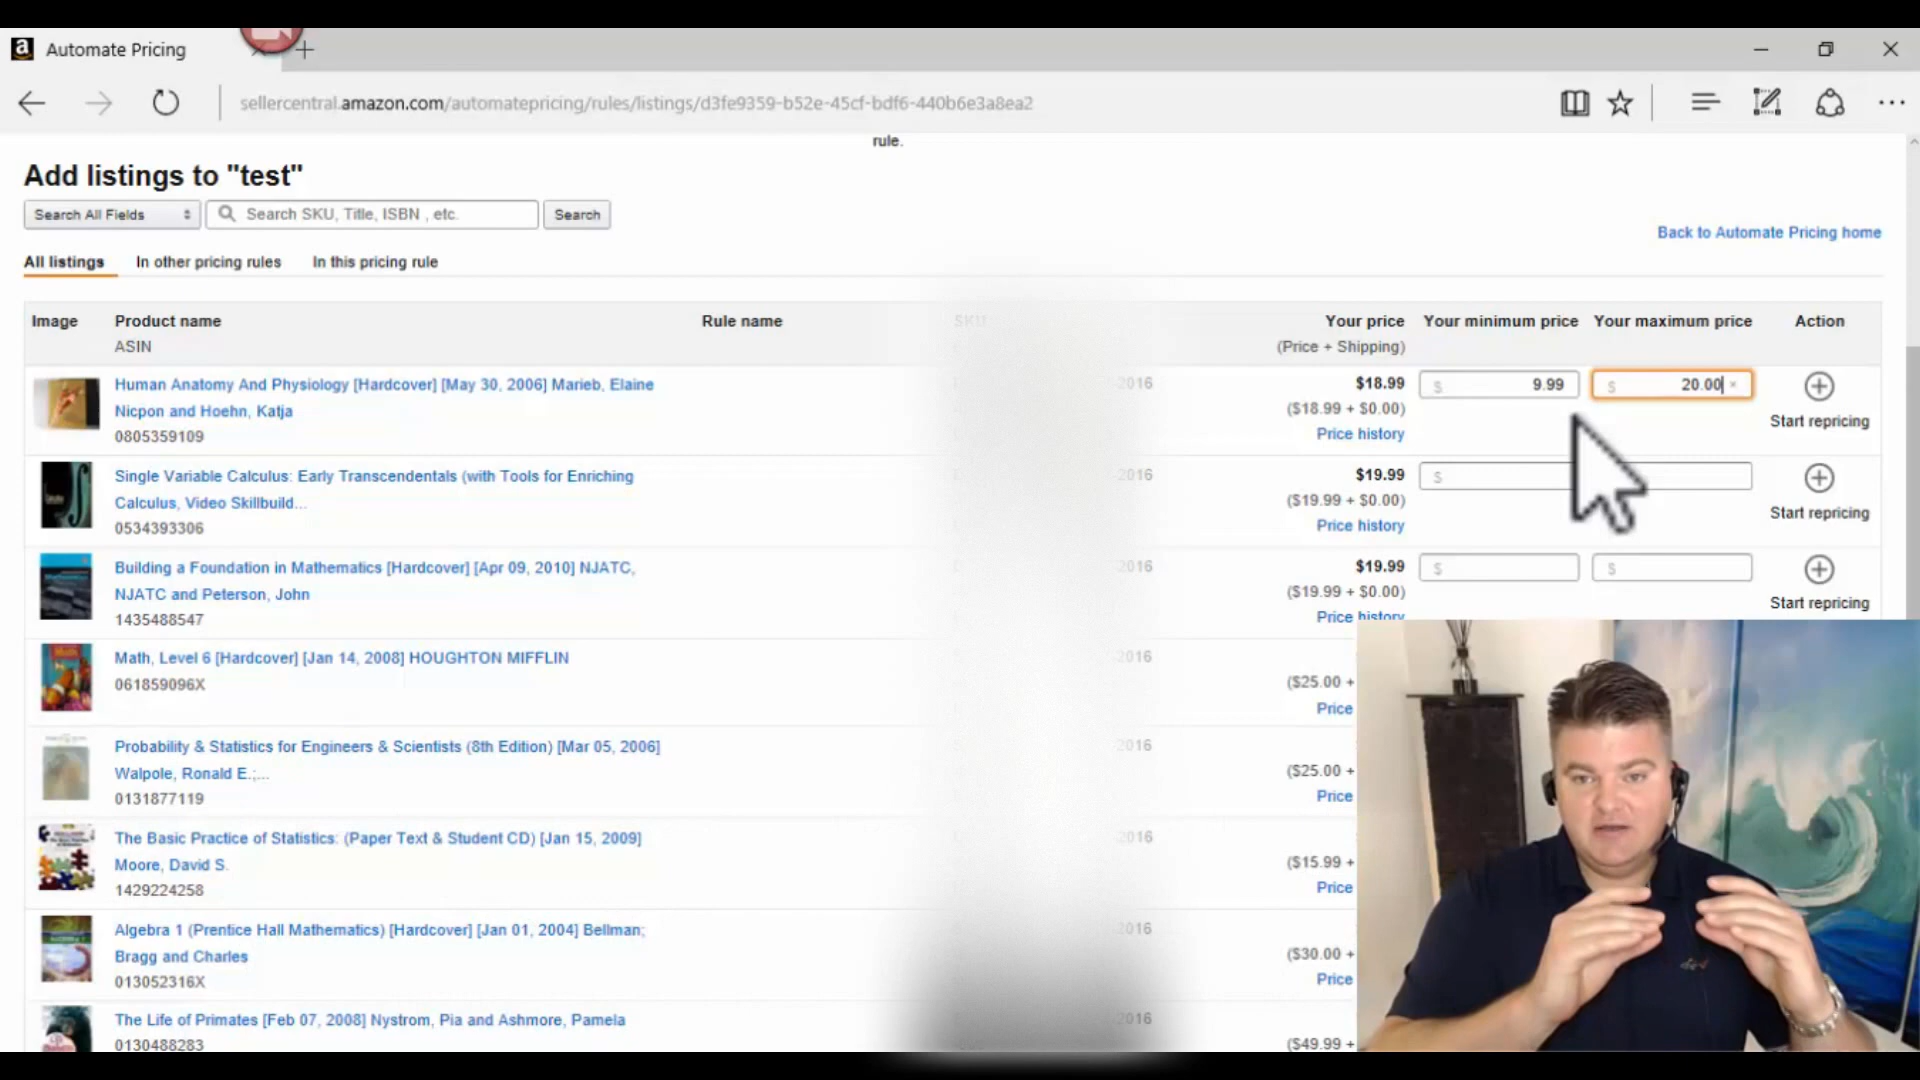 Automate Pricing
sellercentral.amazon.com/automatepricing/rules/listings/d3fe9359-b52e-45cf-bdf6-440b6e3a8ea2
rule.
Add listings to "test"
Search All Fields
Search SKU, Title, ISBN , etc.
Search
Back to Automate Pricing home
All listings
In other pricing rules
In this pricing rule
Image
Product name
ASIN
Rule name
SKU
Your price
(Price + Shipping)
Your minimum price
Your maximum price
Action
Human Anatomy And Physiology [Hardcover] [May 30, 2006] Marieb, Elaine
Nicpon and Hoehn, Katja
0805359109
2016
$18.99
($18.99 + $0.00)
Price history
$ 9.99
$ 20.00
Start repricing
Single Variable Calculus: Early Transcendentals (with Tools for Enriching
Calculus, Video Skillbuild...
0534393306
2016
$19.99
($19.99 + $0.00)
Price history
$
Start repricing
Building a Foundation in Mathematics [Hardcover] [Apr 09, 2010] NJATC,
NJATC and Peterson, John
1435488547
2016
$19.99
($19.99 + $0.00)
Price history
$
$
Start repricing
Math, Level 6 [Hardcover] [Jan 14, 2008] HOUGHTON MIFFLIN
061859096X
2016
($25.00 +
Price
Probability & Statistics for Engineers & Scientists (8th Edition) [Mar 05, 2006]
Walpole, Ronald E.;...
0131877119
2016
($25.00 +
Price
The Basic Practice of Statistics: (Paper Text & Student CD) [Jan 15, 2009]
Moore, David S.
1429224258
2016
($15.99 +
Price
Algebra 1 (Prentice Hall Mathematics) [Hardcover] [Jan 01, 2004] Bellman;
Bragg and Charles
013052316X
2016
($30.00 +
Price
The Life of Primates [Feb 07, 2008] Nystrom, Pia and Ashmore, Pamela
0130488283
2016
($49.99 +